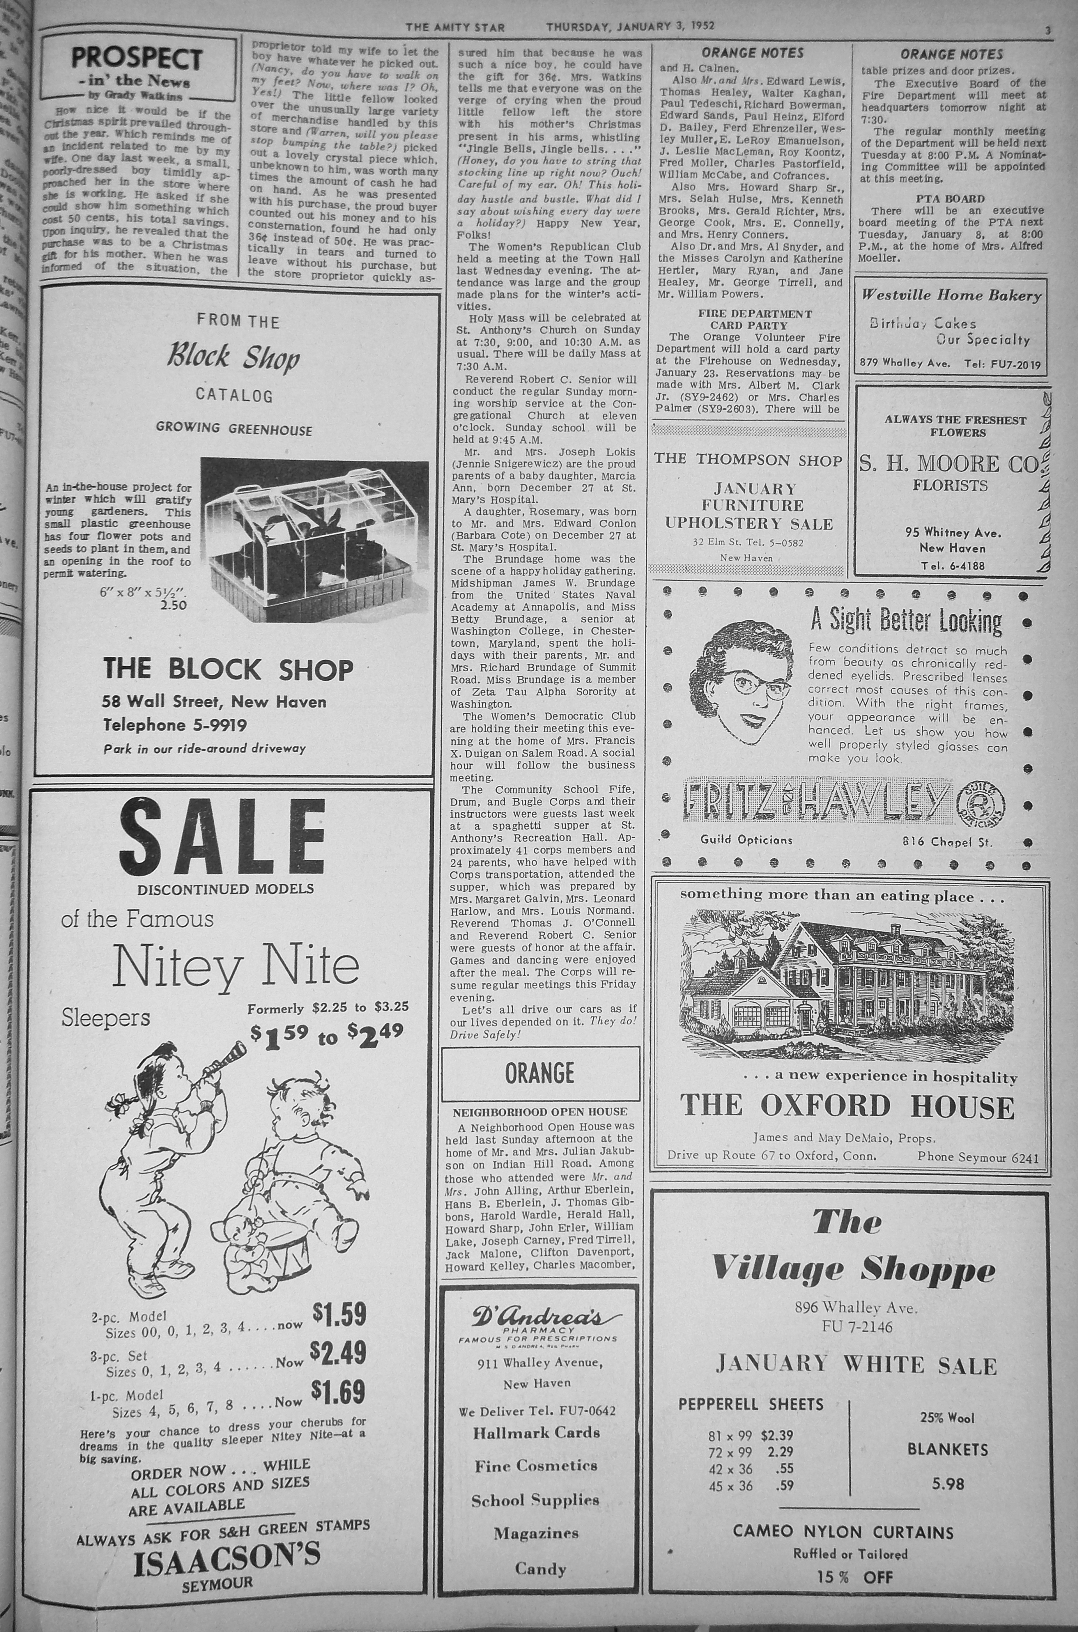 THE AMITY STAR THURSDAY, JANUARY 3, 1952 3
PROSPECT
-in' the News
by Grady Watkins
How nice it would be if the
Christmas spirit prevailed through-
out the year. Which reminds me of
an incident related to me by my
wife. One day last week, a small,
poorly-dressed boy timidly ap-
proached her in the store where
she is working. He asked if she
could show him something which
cost 50 cents, his total savings.
Upon inquiry, he revealed that the
purchase was to be a Christmas
gift for his mother. When he was
informed of the situation, the
proprietor told my wife to let the
boy have whatever he picked out.
(Nancy, do you have to walk on
my feet? Now, where was I? Oh,
Yes!) The little fellow looked
over the unusually large variety
of merchandise handled by this
store and (Warren, will you please
stop bumping the table?) picked
out a lovely crystal piece which,
unbeknown to him, was worth many
times the amount of cash he had
on hand. As he was presented
with his purchase, the proud buyer
counted out his money and to his
consternation, found he had only
36¢ instead of 50¢. He was prac-
tically in tears and turned to
leave without his purchase, but
the store proprietor quickly as-
sured him that because he was
such a nice boy, he could have
the gift for 36¢. Mrs. Watkins
tells me that everyone was on the
verge of crying when the proud
little fellow left the store
with his mother's Christmas
present in his arms, whistling
"Jingle Bells, Jingle bells. . . ."
(Honey, do you have to string that
stocking line up right now? Ouch!
Careful of my ear. Oh! This holi-
day hustle and bustle. What did I
say about wishing every day were
a holiday?) Happy New Year,
Folks!
The Women's Republican Club
held a meeting at the Town Hall
last Wednesday evening. The at-
tendance was large and the group
made plans for the winter's acti-
vities.
Holy Mass will be celebrated at
St. Anthony's Church on Sunday
at 7:30, 9:00, and 10:30 A.M. as
usual. There will be daily Mass at
7:30 A.M.
Reverend Robert C. Senior will
conduct the regular Sunday morn-
ing worship service at the Con-
gregational Church at eleven
o'clock. Sunday school will be
held at 9:45 A.M.
Mr. and Mrs. Joseph Lokis
(Jennie Snigerewicz) are the proud
parents of a baby daughter, Marcia
Ann, born December 27 at St.
Mary's Hospital.
A daughter, Rosemary, was born
to Mr. and Mrs. Edward Conlon
(Barbara Cote) on December 27 at
St. Mary's Hospital.
The Brundage home was the
scene of a happy holiday gathering.
Midshipman James W. Brundage
from the United States Naval
Academy at Annapolis, and Miss
Betty Brundage, a senior at
Washington College, in Chester-
town, Maryland, spent the holi-
days with their parents, Mr. and
Mrs. Richard Brundage of Summit
Road. Miss Brundage is a member
of Zeta Tau Alpha Sorority at
Washington.
The Women's Democratic Club
are holding their meeting this eve-
ning at the home of Mrs. Francis
X. Duigan on Salem Road. A social
hour will follow the business
meeting.
The Community School Fife,
Drum, and Bugle Corps and their
instructors were guests last week
at a spaghetti supper at St.
Anthony's Recreation Hall. Ap-
proximately 41 corps members and
24 parents, who have helped with
Corps transportation, attended the
supper, which was prepared by
Mrs. Margaret Galvin, Mrs. Leonard
Harlow, and Mrs. Louis Normand.
Reverend Thomas J. O'Connell
and Reverend Robert C. Senior
were guests of honor at the affair.
Games and dancing were enjoyed
after the meal. The Corps will re-
sume regular meetings this Friday
evening.
Let's all drive our cars as if
our lives depended on it. They do!
Drive Safely!
ORANGE
NEIGHBORHOOD OPEN HOUSE
A Neighborhood Open House was
held last Sunday afternoon at the
home of Mr. and Mrs. Julian Jakub-
son on Indian Hill Road. Among
those who attended were Mr. and
Mrs. John Alling, Arthur Eberlein,
Hans B. Eberlein, J. Thomas Gib-
bons, Harold Wardle, Herald Hall,
Howard Sharp, John Erler, William
Lake, Joseph Carney, Fred Tirrell,
Jack Malone, Clifton Davenport,
Howard Kelley, Charles Macomber,
ORANGE NOTES
and H. Calnen.
Also Mr. and Mrs. Edward Lewis,
Thomas Healey, Walter Kaghan,
Paul Tedeschi, Richard Bowerman,
Edward Sands, Paul Heinz, Elford
D. Bailey, Ferd Ehrenzeller, Wes-
ley Muller, E. LeRoy Emanuelson,
J. Leslie MacLeman, Roy Koontz,
Fred Moller, Charles Pastorfield,
William McCabe, and Cofrances.
Also Mrs. Howard Sharp Sr.,
Mrs. Selah Hulse, Mrs. Kenneth
Brooks, Mrs. Gerald Richter, Mrs.
George Cook, Mrs. E. Connelly,
and Mrs. Henry Conners.
Also Dr. and Mrs. Al Snyder, and
the Misses Carolyn and Katherine
Hertler, Mary Ryan, and Jane
Healey, Mr. George Tirrell, and
Mr. William Powers.
FIRE DEPARTMENT
CARD PARTY
The Orange Volunteer Fire
Department will hold a card party
at the Firehouse on Wednesday,
January 23. Reservations may be
made with Mrs. Albert M. Clark
Jr. (SY9-2462) or Mrs. Charles
Palmer (SY9-2603). There will be
ORANGE NOTES
table prizes and door prizes.
The Executive Board of the
Fire Department will meet at
headquarters tomorrow night at
7:30.
The regular monthly meeting
of the Department will be held next
Tuesday at 8:00 P.M. A Nominat-
ing Committee will be appointed
at this meeting.
PTA BOARD
There will be an executive
board meeting of the PTA next
Tuesday, January 8, at 8:00
P.M., at the home of Mrs. Alfred
Moeller.
FROM THE
Block Shop
CATALOG
GROWING GREENHOUSE
An in-the-house project for
winter which will gratify
young gardeners. This
small plastic greenhouse
has four flower pots and
seeds to plant in them, and
an opening in the roof to
permit watering.
6" x 8" x 5½".
2.50
THE BLOCK SHOP
58 Wall Street, New Haven
Telephone 5-9919
Park in our ride-around driveway
SALE
DISCONTINUED MODELS
of the Famous
Nitey Nite
Sleepers
Formerly $2.25 to $3.25
$1.59 to $2.49
2-pc. Model
Sizes 00, 0, 1, 2, 3, 4....now $1.59
3-pc. Set
Sizes 0, 1, 2, 3, 4 ......Now $2.49
1-pc. Model
Sizes 4, 5, 6, 7, 8 ....Now $1.69
Here's your chance to dress your cherubs for
dreams in the quality sleeper Nitey Nite—at a
big saving.
ORDER NOW . . . WHILE
ALL COLORS AND SIZES
ARE AVAILABLE
ALWAYS ASK FOR S&H GREEN STAMPS
ISAACSON'S
SEYMOUR
D'Andrea's
PHARMACY
FAMOUS FOR PRESCRIPTIONS
911 Whalley Avenue,
New Haven
We Deliver Tel. FU7-0642
Hallmark Cards
Fine Cosmetics
School Supplies
Magazines
Candy
THE THOMPSON SHOP
JANUARY
FURNITURE
UPHOLSTERY SALE
32 Elm St. Tel. 5-0582
New Haven
Westville Home Bakery
Birthday Cakes
Our Specialty
879 Whalley Ave. Tel: FU7-2019
ALWAYS THE FRESHEST
FLOWERS
S. H. MOORE CO.
FLORISTS
95 Whitney Ave.
New Haven
Tel. 6-4188
A Sight Better Looking
Few conditions detract so much
from beauty as chronically red-
dened eyelids. Prescribed lenses
correct most causes of this con-
dition. With the right frames,
your appearance will be en-
hanced. Let us show you how
well properly styled glasses can
make you look.
FRITZ AND HAWLEY
GUILD OPTICIANS
Guild Opticians 816 Chapel St.
something more than an eating place . . .
. . . a new experience in hospitality
THE OXFORD HOUSE
James and May DeMaio, Props.
Drive up Route 67 to Oxford, Conn. Phone Seymour 6241
The
Village Shoppe
896 Whalley Ave.
FU 7-2146
JANUARY WHITE SALE
PEPPERELL SHEETS
81 x 99 $2.39
72 x 99 2.29
42 x 36 .55
45 x 36 .59
25% Wool
BLANKETS
5.98
CAMEO NYLON CURTAINS
Ruffled or Tailored
15% OFF